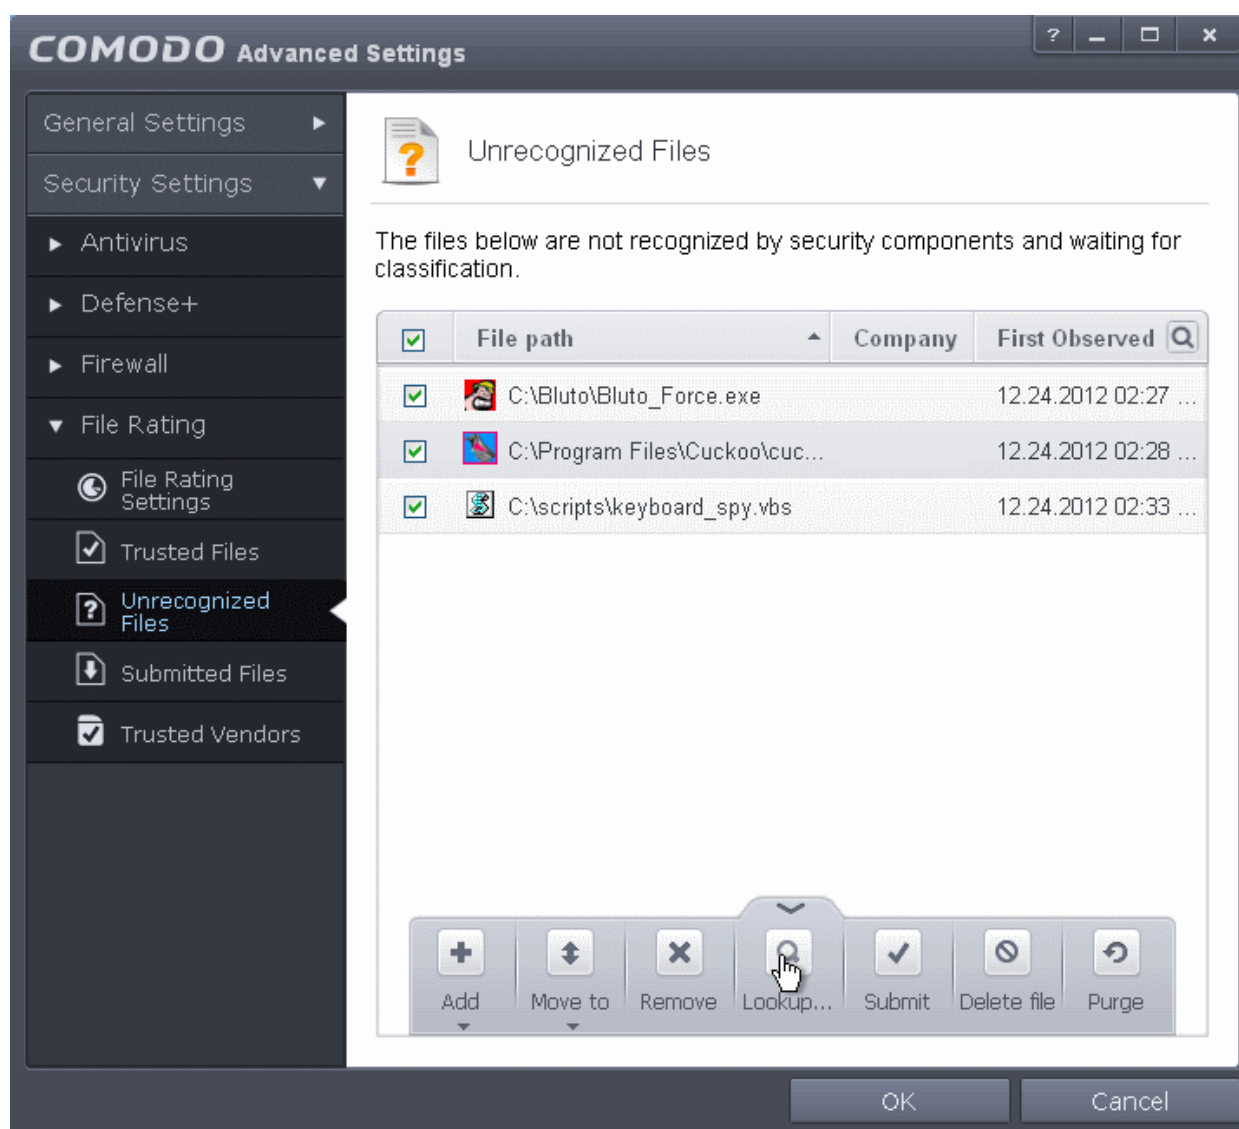 COMODO Advanced Settings
?
General Settings
Security Settings
Antivirus
Defense+
Firewall
File Rating
File Rating
Settings
Trusted Files
Unrecognized
Files
Submitted Files
Trusted Vendors
Unrecognized Files
The files below are not recognized by security components and waiting for
classification.
File path Company First Observed
C:\Bluto\Bluto_Force.exe 12.24.2012 02:27 ...
C:\Program Files\Cuckoo\cuc... 12.24.2012 02:28 ...
C:\scripts\keyboard_spy.vbs 12.24.2012 02:33 ...
Add Move to Remove Lookup... Submit Delete file Purge
OK Cancel